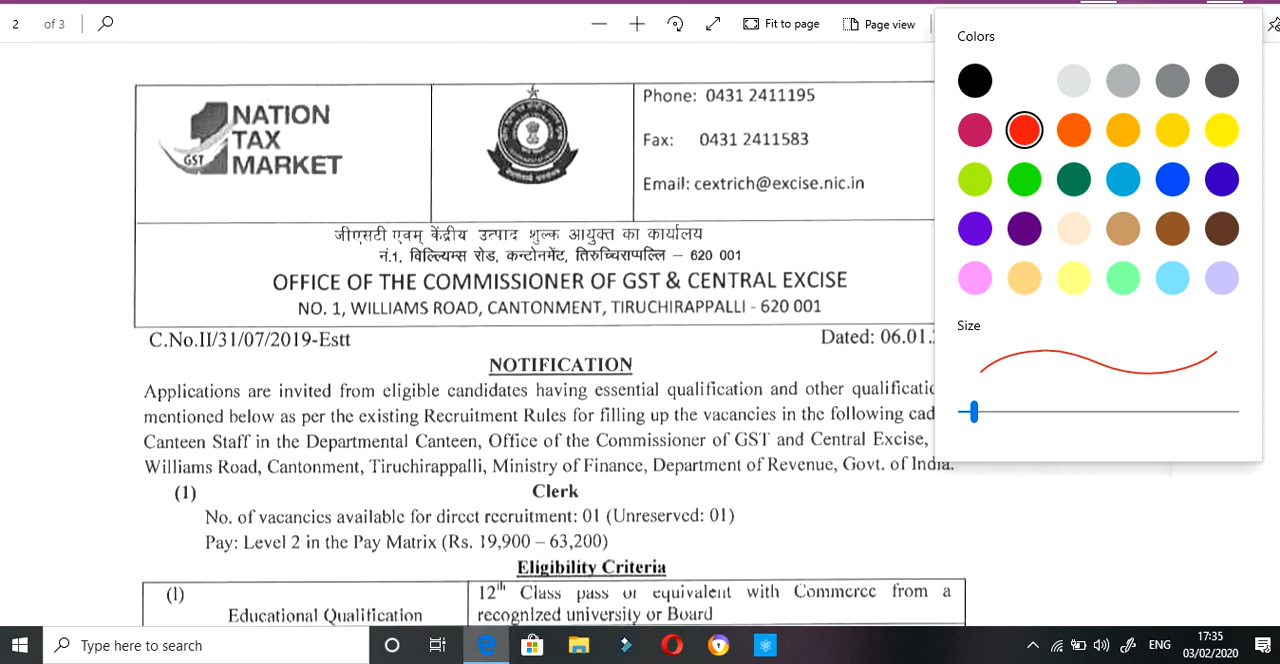 2 of 3
Fit to page
Page view
Colors
Size
NATION
TAX
MARKET
GST
Phone: 0431 2411195
Fax: 0431 2411583
Email: cextrich@excise.nic.in
जीएसटी एवम् केंद्रीय उत्पाद शुल्क आयुक्त का कार्यालय
नं.1, विल्लियम्स रोड, कन्टोनमेंट, तिरुच्चिराप्पल्लि – 620 001
OFFICE OF THE COMMISSIONER OF GST & CENTRAL EXCISE
NO. 1, WILLIAMS ROAD, CANTONMENT, TIRUCHIRAPPALLI - 620 001
C.No.II/31/07/2019-Estt
Dated: 06.01.
NOTIFICATION
Applications are invited from eligible candidates having essential qualification and other qualificatio
mentioned below as per the existing Recruitment Rules for filling up the vacancies in the following cad
Canteen Staff in the Departmental Canteen, Office of the Commissioner of GST and Central Excise,
Williams Road, Cantonment, Tiruchirappalli, Ministry of Finance, Department of Revenue, Govt. of India.
(1) Clerk
No. of vacancies available for direct recruitment: 01 (Unreserved: 01)
Pay: Level 2 in the Pay Matrix (Rs. 19,900 – 63,200)
Eligibility Criteria
(1)
Educational Qualification
12th Class pass or equivalent with Commerce from a
recognized university or Board
Type here to search
ENG
17:35
03/02/2020